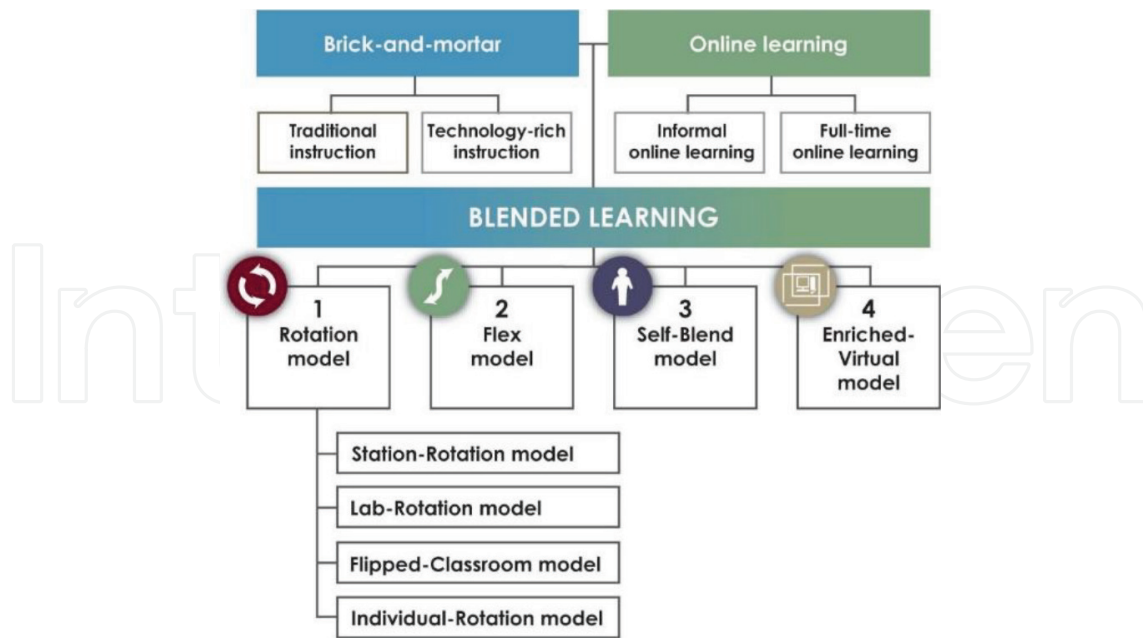 Brick-and-mortar
Online learning
Traditional
instruction
Technology-rich
instruction
Informal
online learning
Full-time
online learning
BLENDED LEARNING
1
Rotation
model
2
Flex
model
3
Self-Blend
model
4
Enriched-
Virtual
model
Station-Rotation model
Lab-Rotation model
Flipped-Classroom model
Individual-Rotation model
Int
en